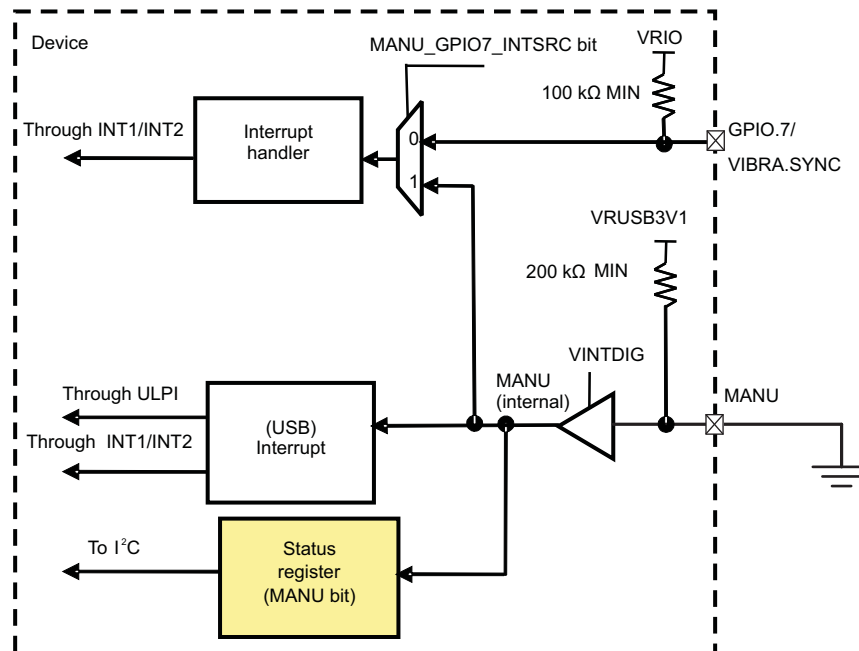 Device
MANU_GPIO7_INTSRC bit
VRIO
100 kΩ MIN
Through INT1/INT2
Interrupt
handler
0
1
GPIO.7/
VIBRA.SYNC
VRUSB3V1
200 kΩ MIN
VINTDIG
MANU
(internal)
MANU
Through ULPI
Through INT1/INT2
(USB)
Interrupt
To I²C
Status
register
(MANU bit)